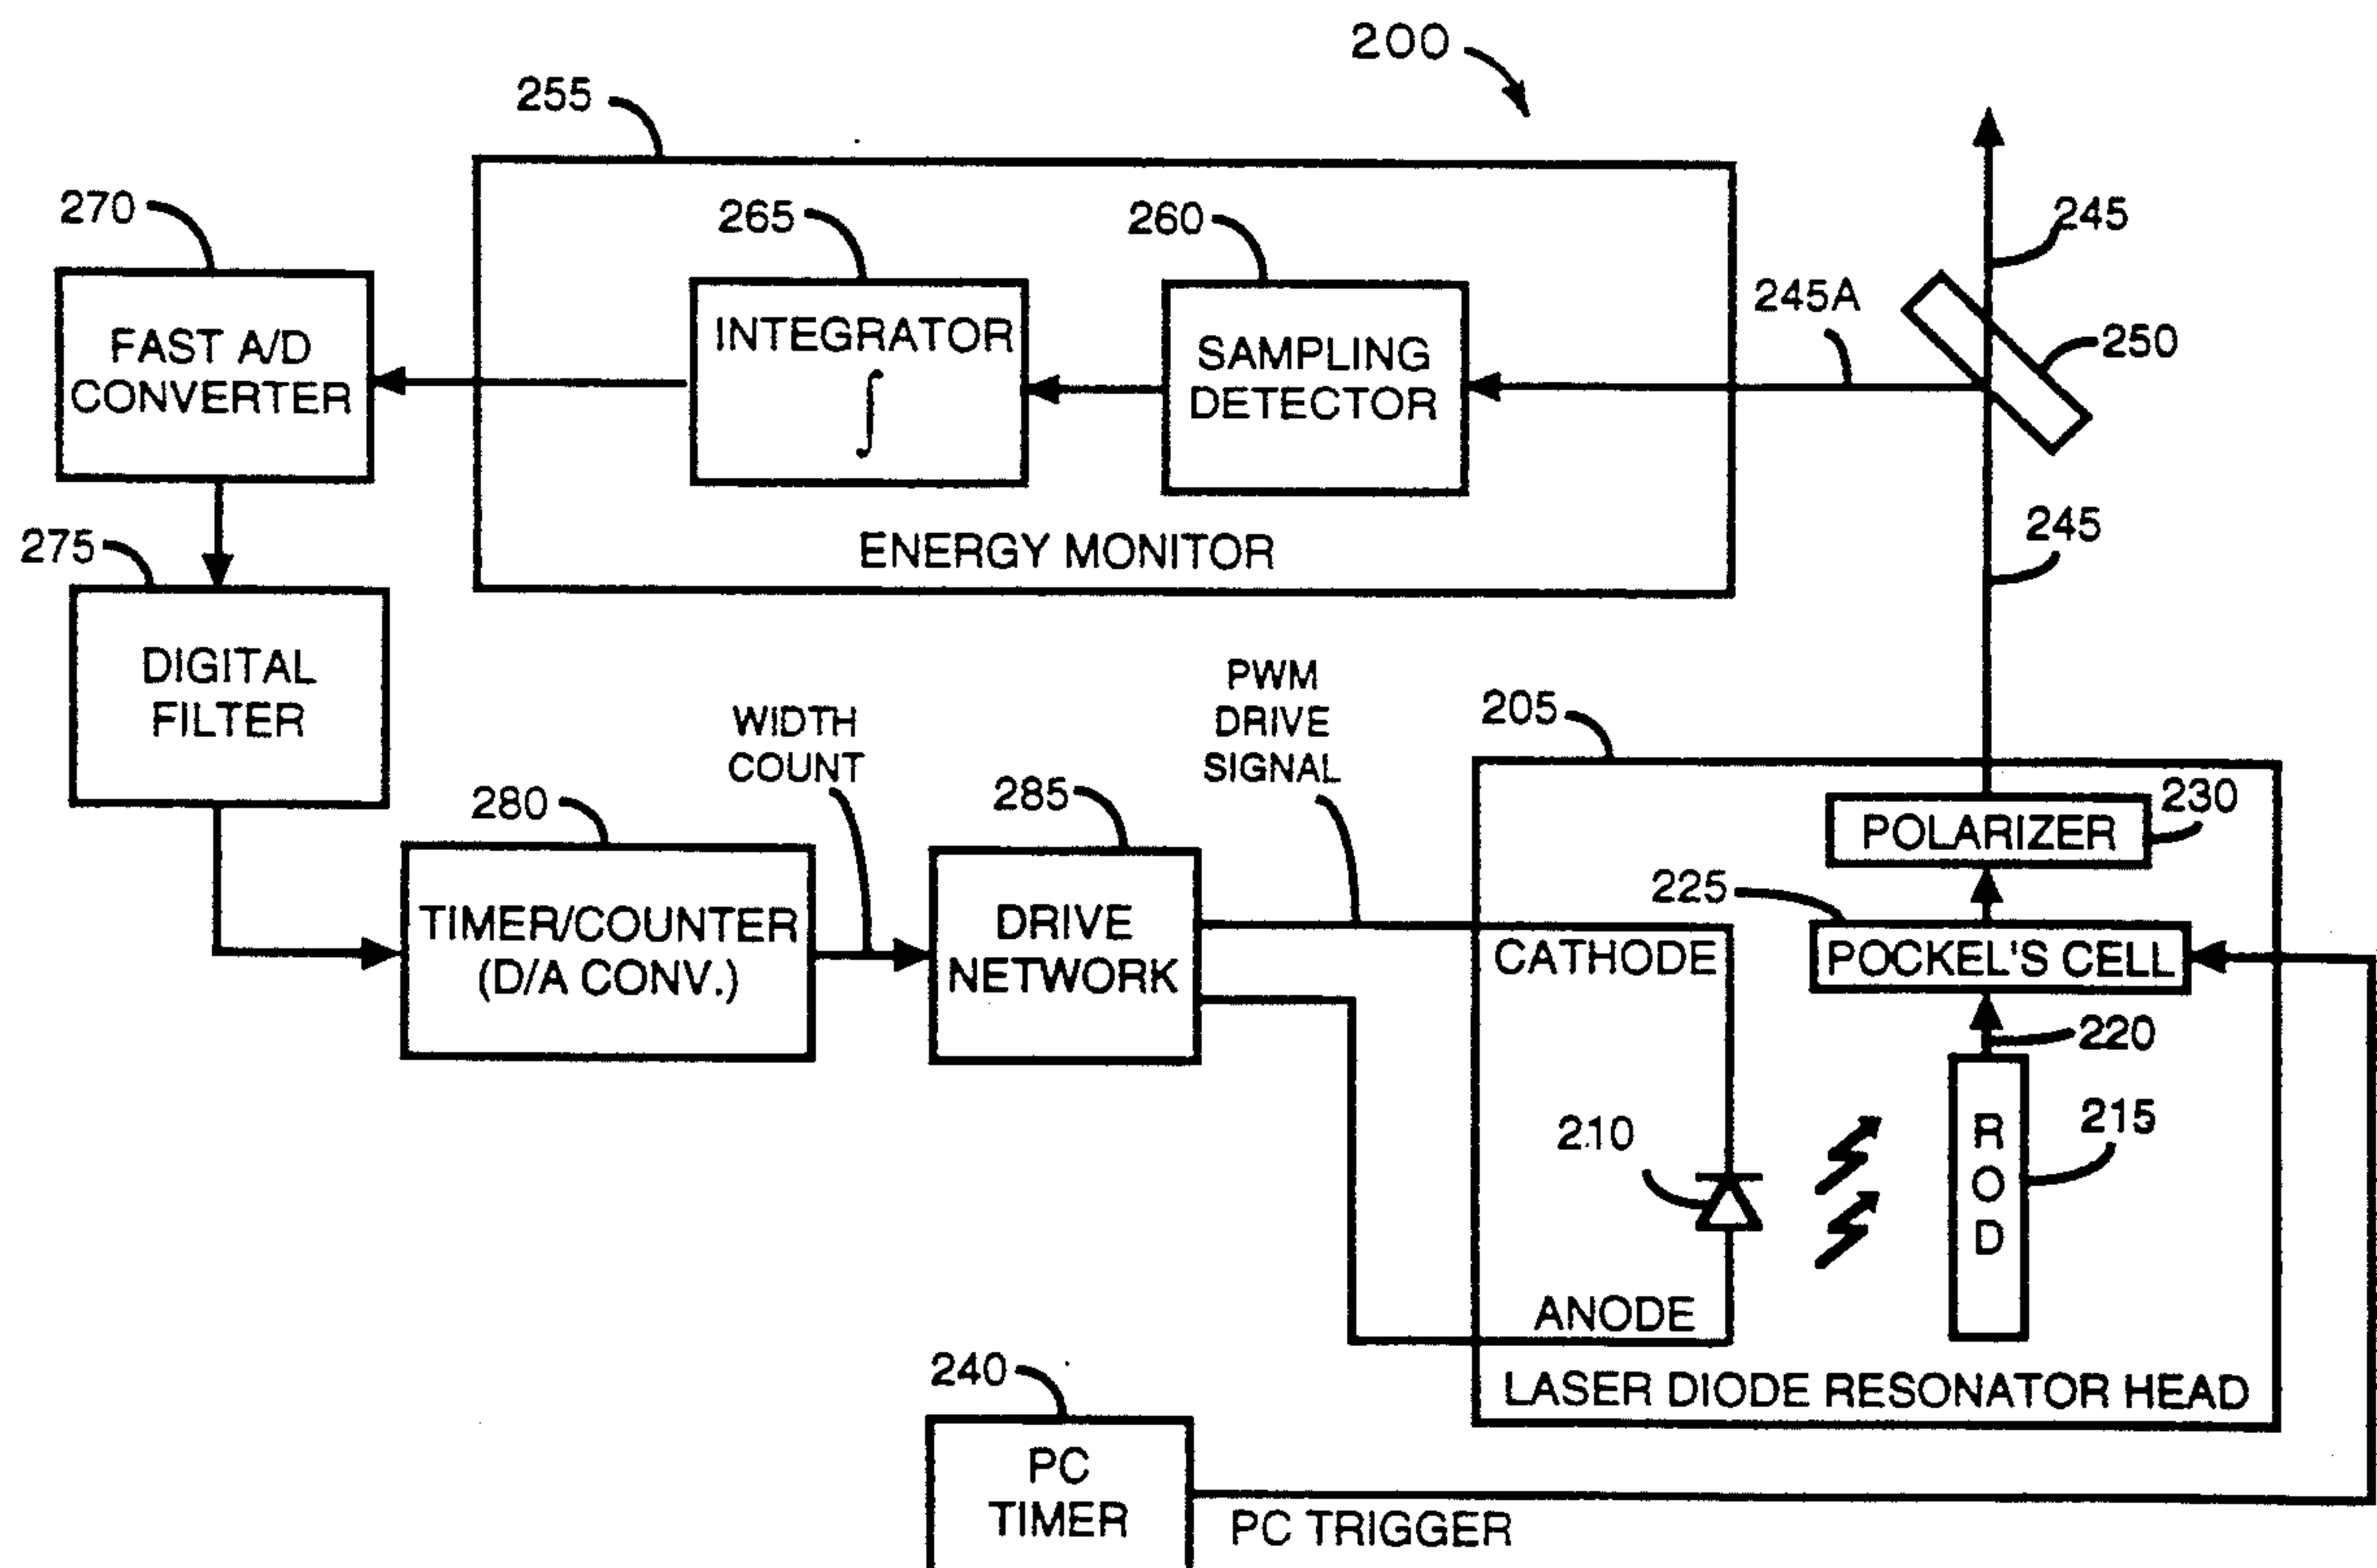 200
255
270
265
260
245
245A
250
FAST A/D
CONVERTER
INTEGRATOR
∫
SAMPLING
DETECTOR
ENERGY MONITOR
245
275
DIGITAL
FILTER
WIDTH
COUNT
PWM
DRIVE
SIGNAL
205
280
285
230
POLARIZER
225
TIMER/COUNTER
(D/A CONV.)
DRIVE
NETWORK
CATHODE
POCKEL'S CELL
220
210
215
ROD
ANODE
LASER DIODE RESONATOR HEAD
240
PC
TIMER
PC TRIGGER